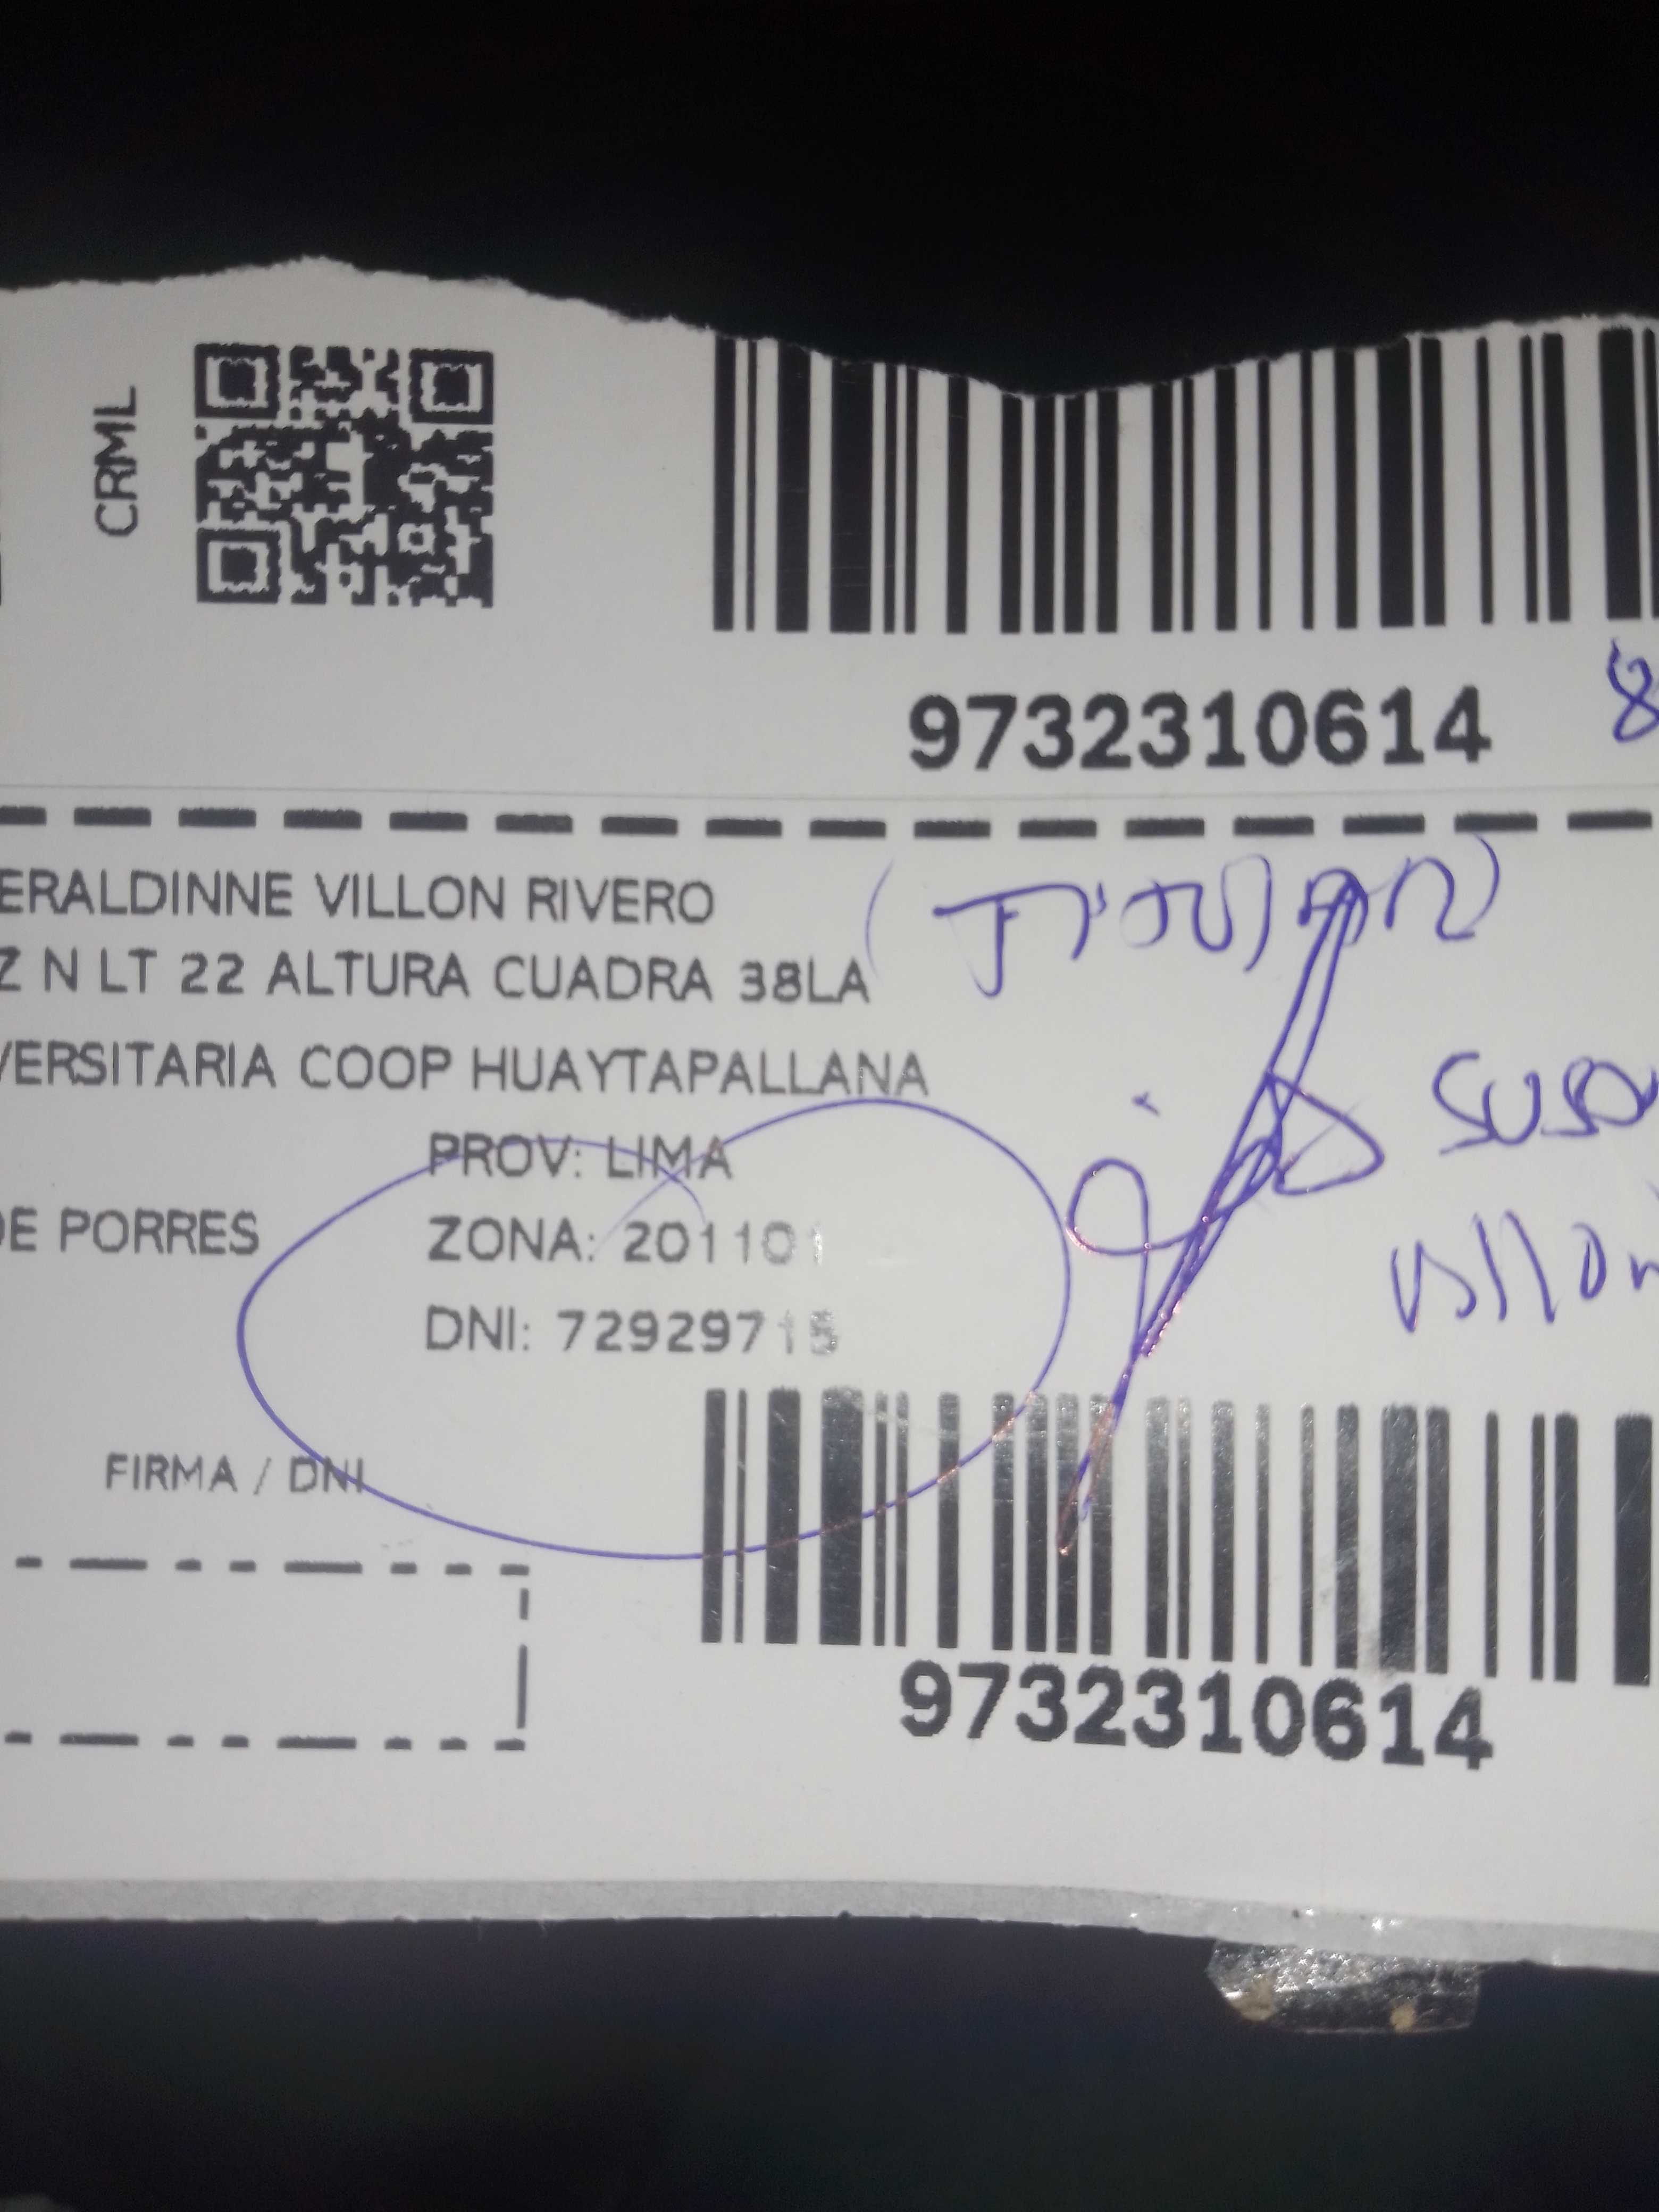 CRML
9732310614
8
ERALDINNE VILLON RIVERO
Z N LT 22 ALTURA CUADRA 38LA
VERSITARIA COOP HUAYTAPALLANA
PROV: LIMA
DE PORRES
ZONA: 201101
DNI: 72929715
FIRMA / DNI
9732310614